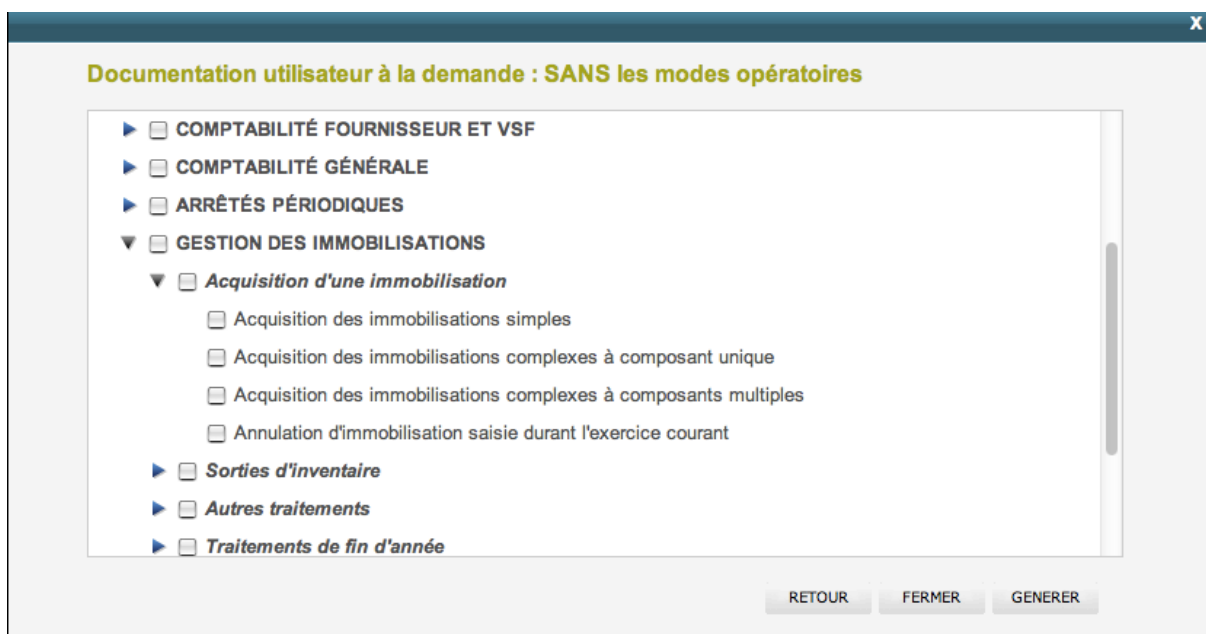 X
Documentation utilisateur à la demande : SANS les modes opératoires
COMPTABILITÉ FOURNISSEUR ET VSF
COMPTABILITÉ GÉNÉRALE
ARRÊTÉS PÉRIODIQUES
GESTION DES IMMOBILISATIONS
Acquisition d'une immobilisation
Acquisition des immobilisations simples
Acquisition des immobilisations complexes à composant unique
Acquisition des immobilisations complexes à composants multiples
Annulation d'immobilisation saisie durant l'exercice courant
Sorties d'inventaire
Autres traitements
Traitements de fin d'année
RETOUR FERMER GENERER